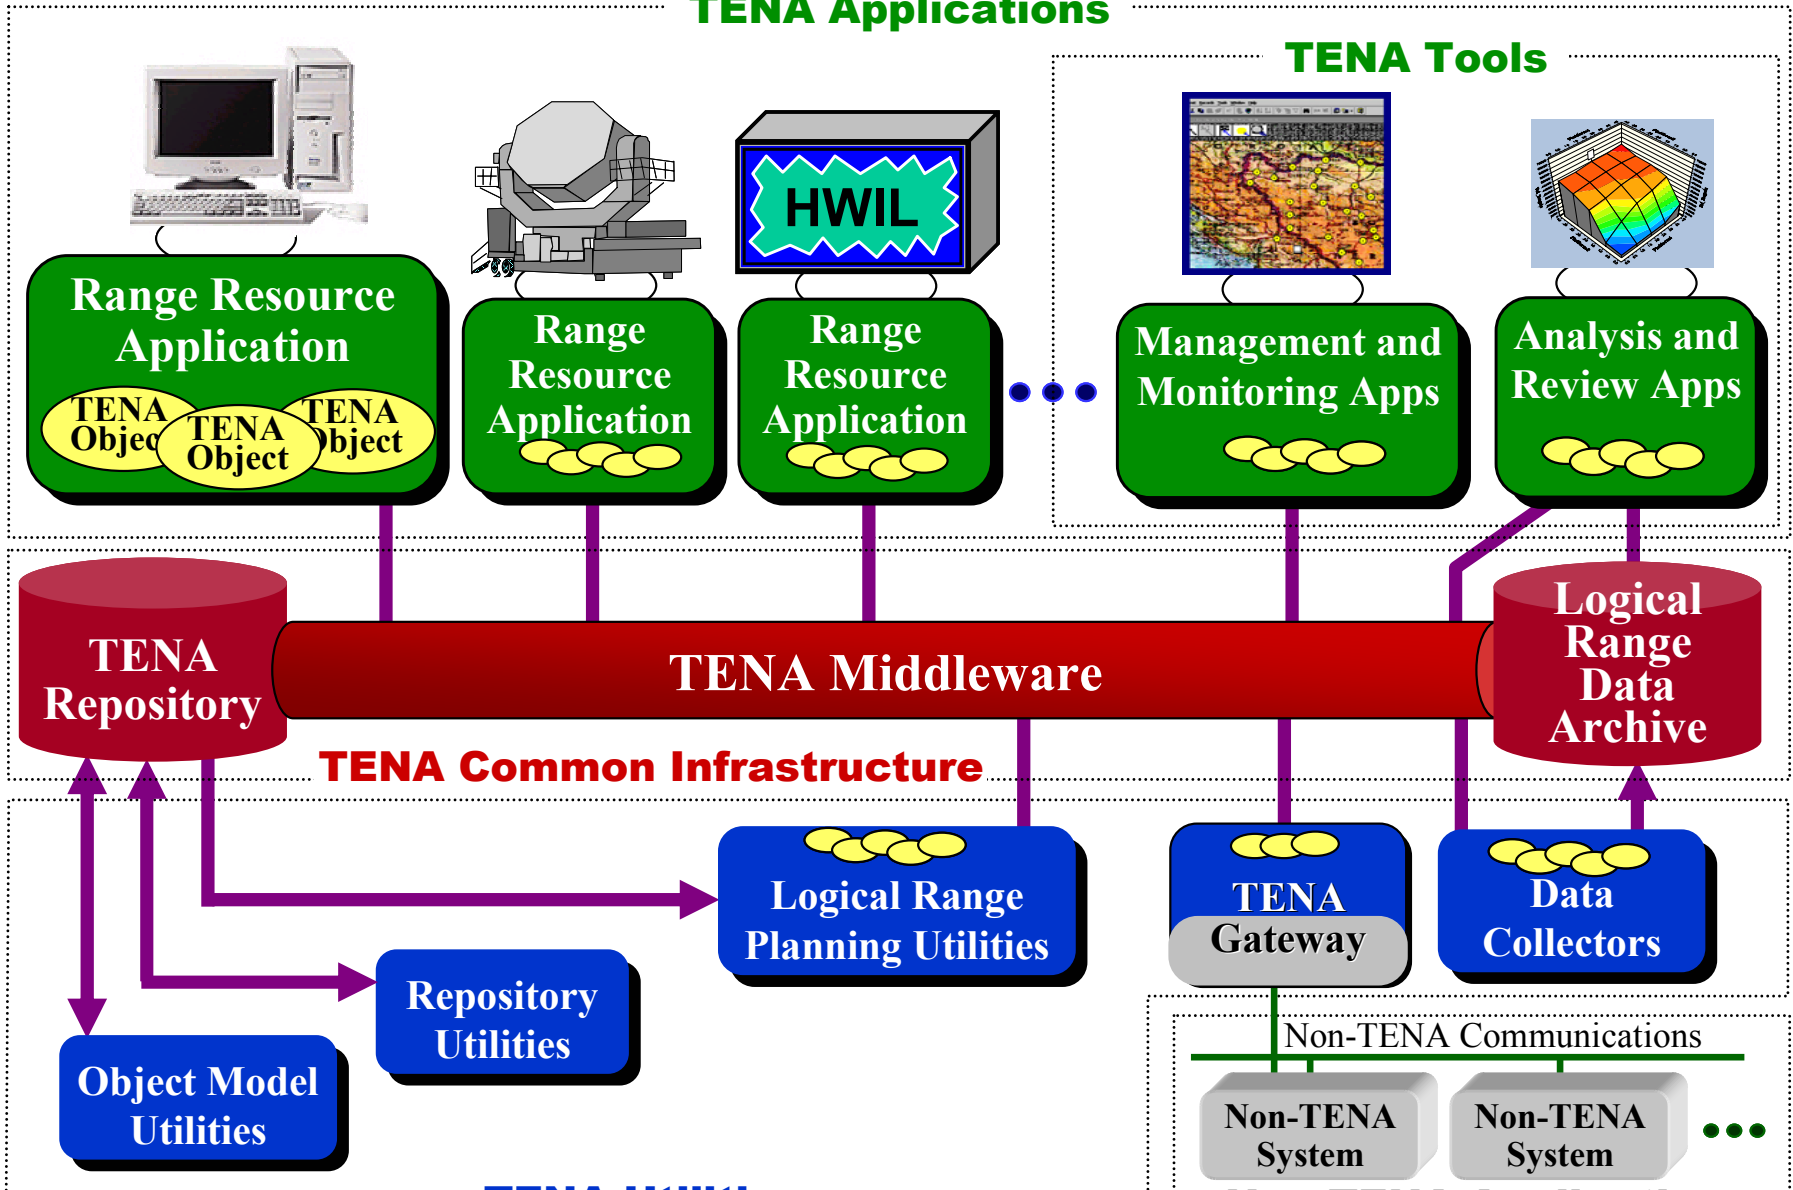 TENA Applications
TENA Tools
HWIL
Range Resource
Application
TENA
Object
TENA
Object
TENA
Object
Range
Resource
Application
Range
Resource
Application
Management and
Monitoring Apps
Analysis and
Review Apps
TENA
Repository
TENA Middleware
Logical
Range
Data
Archive
TENA Common Infrastructure
Logical Range
Planning Utilities
TENA
Gateway
Data
Collectors
Repository
Utilities
Object Model
Utilities
Non-TENA Communications
Non-TENA
System
Non-TENA
System